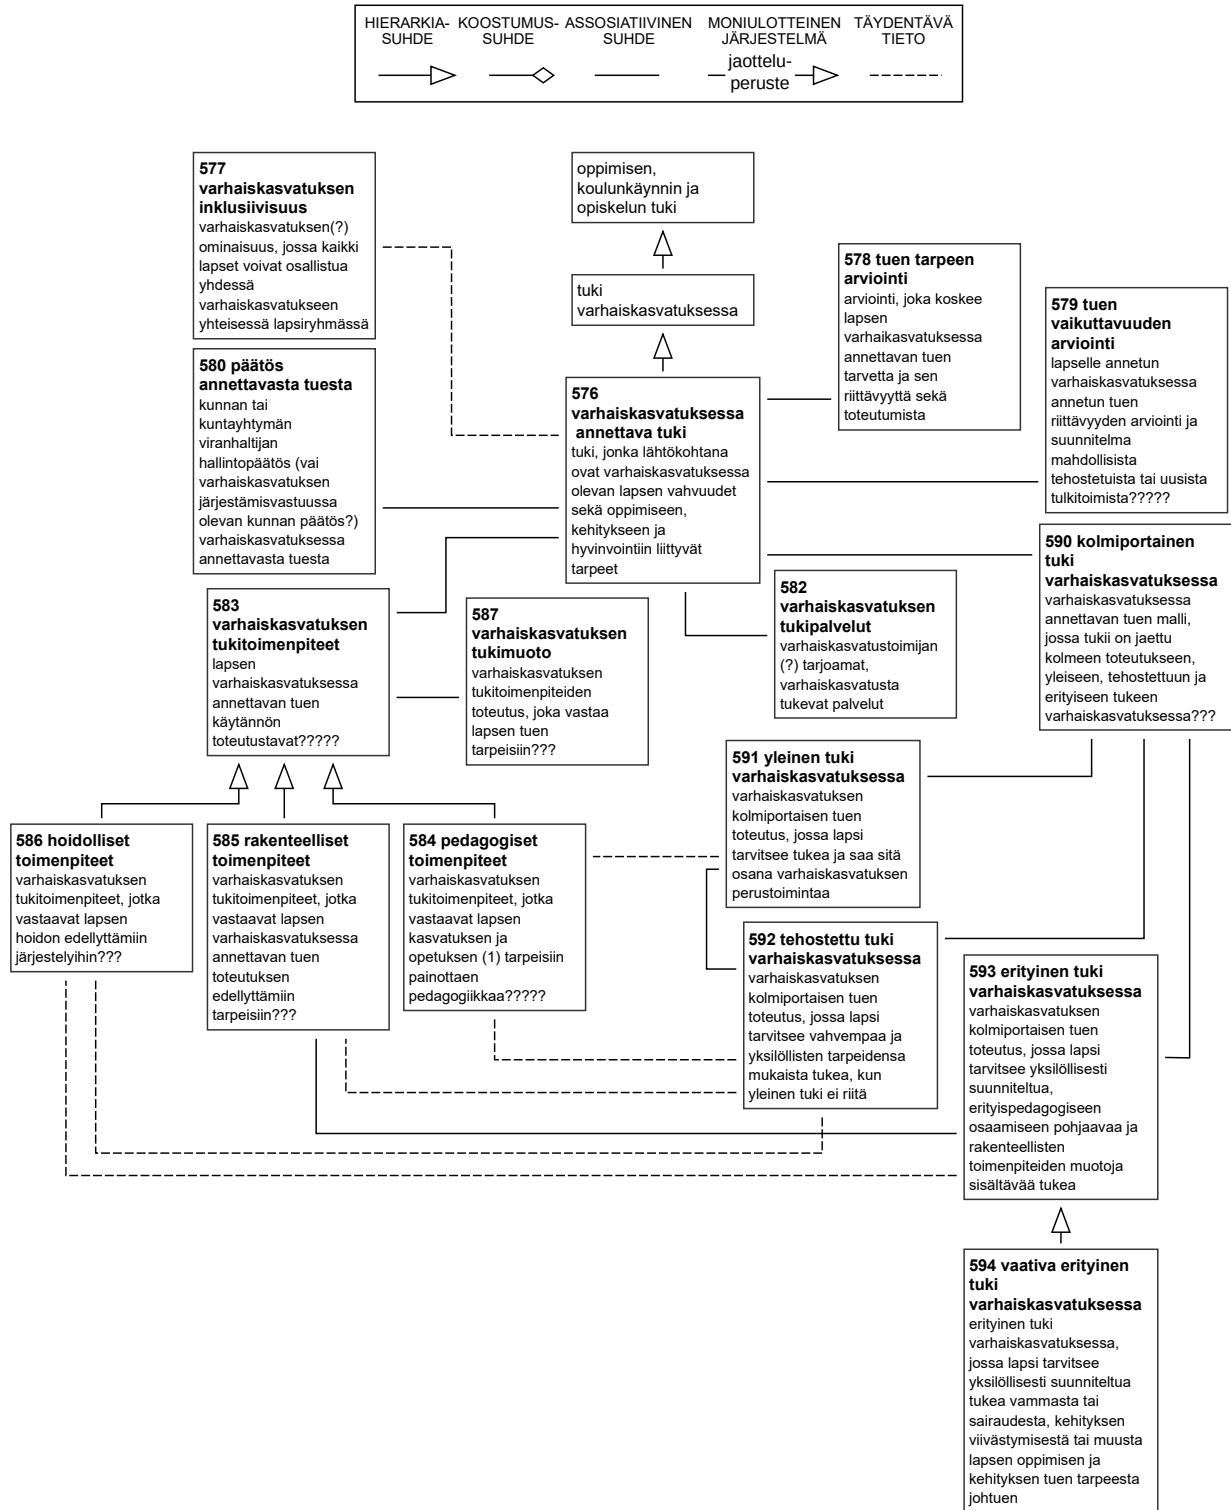 HIERARKIA-
SUHDE
KOOSTUMUS-
SUHDE
ASSOSIATIIVINEN
SUHDE
MONIULOTTEINEN
JÄRJESTELMÄ
TÄYDENTÄVÄ
TIETO
jaottelu-
peruste
577
varhaiskasvatuksen
inklusiivisuus
varhaiskasvatuksen(?)
ominaisuus, jossa kaikki
lapset voivat osallistua
yhdessä
varhaiskasvatukseen
yhteisessä lapsiryhmässä
oppimisen,
koulunkäynnin ja
opiskelun tuki
tuki
varhaiskasvatuksessa
578 tuen tarpeen
arviointi
arviointi, joka koskee
lapsen
varhaikasvatuksessa
annettavan tuen
tarvetta ja sen
riittävyyttä sekä
toteutumista
579 tuen
vaikuttavuuden
arviointi
lapselle annetun
varhaiskasvatuksessa
annetun tuen
riittävyyden arviointi ja
suunnitelma
mahdollisista
tehostetuista tai uusista
tulkitoimista?????
580 päätös
annettavasta tuesta
kunnan tai
kuntayhtymän
viranhaltijan
hallintopäätös (vai
varhaiskasvatuksen
järjestämisvastuussa
olevan kunnan päätös?)
varhaiskasvatuksessa
annettavasta tuesta
576
varhaiskasvatuksessa
annettava tuki
tuki, jonka lähtökohtana
ovat varhaiskasvatuksessa
olevan lapsen vahvuudet
sekä oppimiseen,
kehitykseen ja
hyvinvointiin liittyvät
tarpeet
590 kolmiportainen
tuki
varhaiskasvatuksessa
varhaiskasvatuksessa
annettavan tuen malli,
jossa tukii on jaettu
kolmeen toteutukseen,
yleiseen, tehostettuun ja
erityiseen tukeen
varhaiskasvatuksessa???
583
varhaiskasvatuksen
tukitoimenpiteet
lapsen
varhaiskasvatuksessa
annettavan tuen
käytännön
toteutustavat?????
587
varhaiskasvatuksen
tukimuoto
varhaiskasvatuksen
tukitoimenpiteiden
toteutus, joka vastaa
lapsen tuen
tarpeisiin???
582
varhaiskasvatuksen
tukipalvelut
varhaiskasvatustoimijan
(?) tarjoamat,
varhaiskasvatusta
tukevat palvelut
591 yleinen tuki
varhaiskasvatuksessa
varhaiskasvatuksen
kolmiportaisen tuen
toteutus, jossa lapsi
tarvitsee tukea ja saa sitä
osana varhaiskasvatuksen
perustoimintaa
586 hoidolliset
toimenpiteet
varhaiskasvatuksen
tukitoimenpiteet, jotka
vastaavat lapsen
hoidon edellyttämiin
järjestelyihin???
585 rakenteelliset
toimenpiteet
varhaiskasvatuksen
tukitoimenpiteet, jotka
vastaavat lapsen
varhaiskasvatuksessa
annettavan tuen
toteutuksen
edellyttämiin
tarpeisiin???
584 pedagogiset
toimenpiteet
varhaiskasvatuksen
tukitoimenpiteet, jotka
vastaavat lapsen
kasvatuksen ja
opetuksen (1) tarpeisiin
painottaen
pedagogiikkaa?????
592 tehostettu tuki
varhaiskasvatuksessa
varhaiskasvatuksen
kolmiportaisen tuen
toteutus, jossa lapsi
tarvitsee vahvempaa ja
yksilöllisten tarpeidensa
mukaista tukea, kun
yleinen tuki ei riitä
593 erityinen tuki
varhaiskasvatuksessa
varhaiskasvatuksen
kolmiportaisen tuen
toteutus, jossa lapsi
tarvitsee yksilöllisesti
suunniteltua,
erityispedagogiseen
osaamiseen pohjaavaa ja
rakenteellisten
toimenpiteiden muotoja
sisältävää tukea
594 vaativa erityinen
tuki
varhaiskasvatuksessa
erityinen tuki
varhaiskasvatuksessa,
jossa lapsi tarvitsee
yksilöllisesti suunniteltua
tukea vammasta tai
sairaudesta, kehityksen
viivästymisestä tai muusta
lapsen oppimisen ja
kehityksen tuen tarpeesta
johtuen